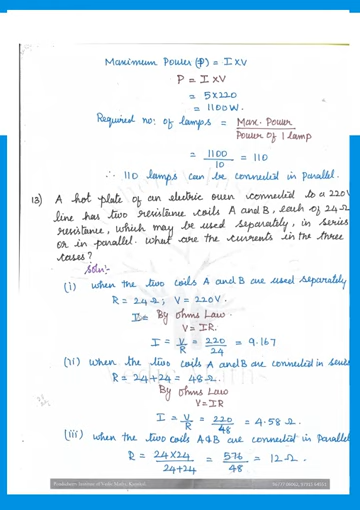 Maximum Power (P) = I×V
P = I×V
= 5×220
= 1100W.
Required no: of lamps = Max. Power / Power of 1 lamp
= 1100/10 = 110
∴ 110 lamps can be connected in Parallel.
13) A hot plate of an electric oven connected to a 220V
line has two resistance coils A and B, each of 24 Ω
resistance, which may be used separately, in series
or in parallel. What are the currents in the three
cases?
Soln:-
(i) when the two coils A and B are used separately
R = 24Ω ; V = 220V.
I= By ohms Law.
V = IR.
I = V/R = 220/24 = 9.167
(ii) when the two coils A and B are connected in series
R = 24+24 = 48Ω.
By ohms Law
V = IR
I = V/R = 220/48 = 4.58 Ω.
(iii) when the two coils A&B are connected in Parallel
R = 24×24/24+24 = 576/48 = 12Ω.